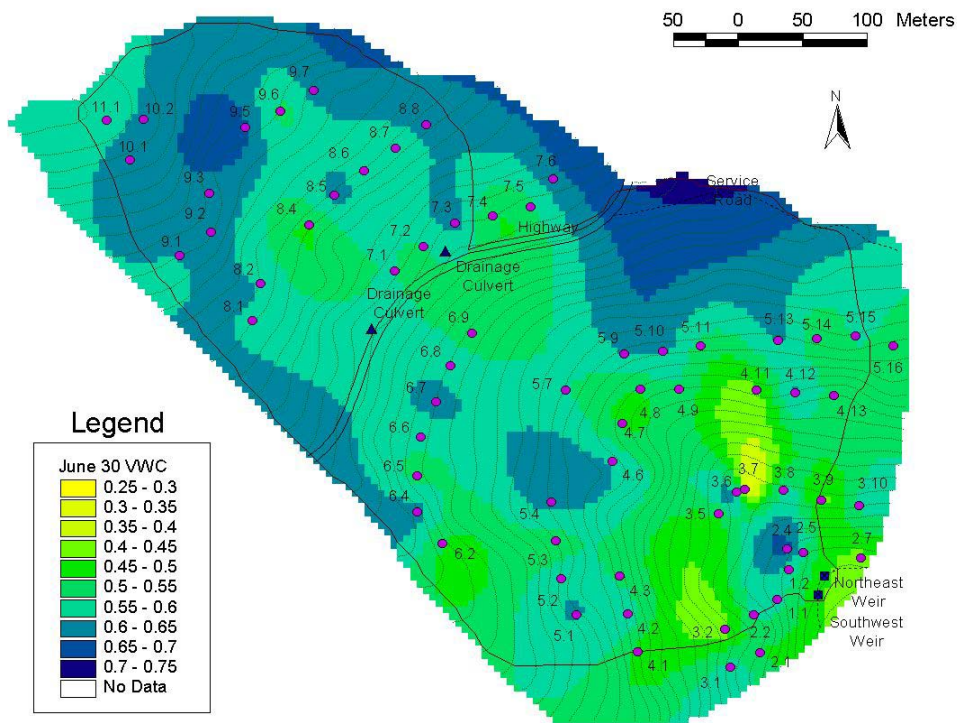 50 0 50 100 Meters
N
9.7
11.1 10.2 9.5 9.6 8.8
8.7
10.1 8.6 7.6
9.3 8.5 7.5 Service Road
8.4 7.4
9.2 7.3 Highway
9.1 7.2
7.1 Drainage Culvert
8.2 Drainage Culvert
8.1 6.9 5.9 5.10 5.11 5.13 5.14 5.15
6.8 5.16
6.7 5.7 4.8 4.9 4.11 4.12 4.13
6.6 4.7
6.5 4.6 3.6 3.7 3.8 3.9 3.10
6.4 5.4 3.5
6.2 5.3 2.4 2.5 2.7
5.2 4.3 1.2 Northeast Weir
5.1 4.2 3.2 2.2 1.1 Southwest Weir
4.1 3.1 2.1
Legend
June 30 VWC
0.25 - 0.3
0.3 - 0.35
0.35 - 0.4
0.4 - 0.45
0.45 - 0.5
0.5 - 0.55
0.55 - 0.6
0.6 - 0.65
0.65 - 0.7
0.7 - 0.75
No Data